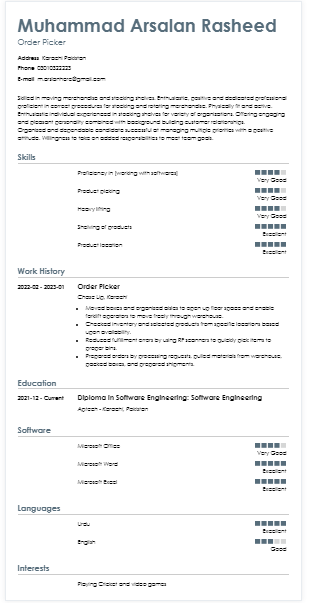 Muhammad Arsalan Rasheed
Order Picker
Address Karachi Pakistan
Phone 03010322223
E-mail m.arslanhere@gmail.com
Skilled in moving merchandise and stocking shelves. Enthusiastic, positive and dedicated professional
proficient in correct procedures for stocking and rotating merchandise. Physically fit and active.
Enthusiastic individual experienced in stocking shelves for variety of organisations. Offering engaging
and pleasant personality combined with background building customer relationships.
Organised and dependable candidate successful at managing multiple priorities with a positive
attitude. Willingness to take on added responsibilities to meet team goals.
Skills
Proficiency in (working with softwares)
Very Good
Product picking
Very Good
Heavy lifting
Very Good
Shelving of products
Excellent
Product location
Excellent
Work History
2022-02 - 2023-01 Order Picker
Chase Up, Karachi
• Moved boxes and organised aisles to open up floor space and enable
forklift operators to move freely through warehouse.
• Checked inventory and selected products from specific locations based
upon availability.
• Reduced fulfillment errors by using RF scanners to quickly pick items to
proper bins.
• Prepared orders by processing requests, pulled materials from warehouse,
packed boxes, and prepared shipments.
Education
2021-12 - Current Diploma in Software Engineering: Software Engineering
Aptech - Karachi, Pakistan
Software
Microsoft Office
Very Good
Microsoft Word
Excellent
Microsoft Excel
Excellent
Languages
Urdu
Excellent
English
Good
Interests
Playing Cricket and video games